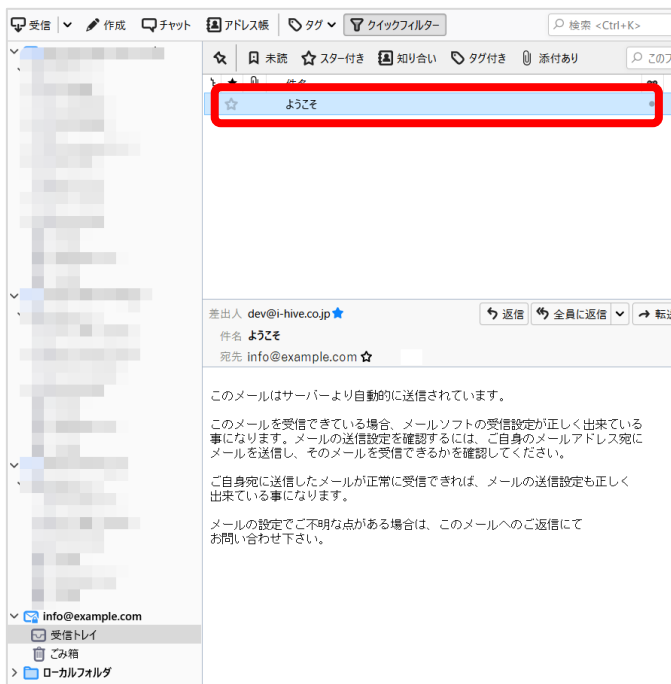 受信 作成 チャット アドレス帳 タグ クイックフィルター 検索 <Ctrl+K>
未読 スター付き 知り合い タグ付き 添付あり このフ
件名
ようこそ
差出人 dev@i-hive.co.jp 返信 全員に返信 転送
件名 ようこそ
宛先 info@example.com
このメールはサーバーより自動的に送信されています。
このメールを受信できている場合、メールソフトの受信設定が正しく出来ている
事になります。メールの送信設定を確認するには、ご自身のメールアドレス宛に
メールを送信し、そのメールを受信できるかを確認してください。
ご自身宛に送信したメールが正常に受信できれば、メールの送信設定も正しく
出来ている事になります。
メールの設定でご不明な点がある場合は、このメールへのご返信にて
お問い合わせ下さい。
info@example.com
受信トレイ
ごみ箱
ローカルフォルダ